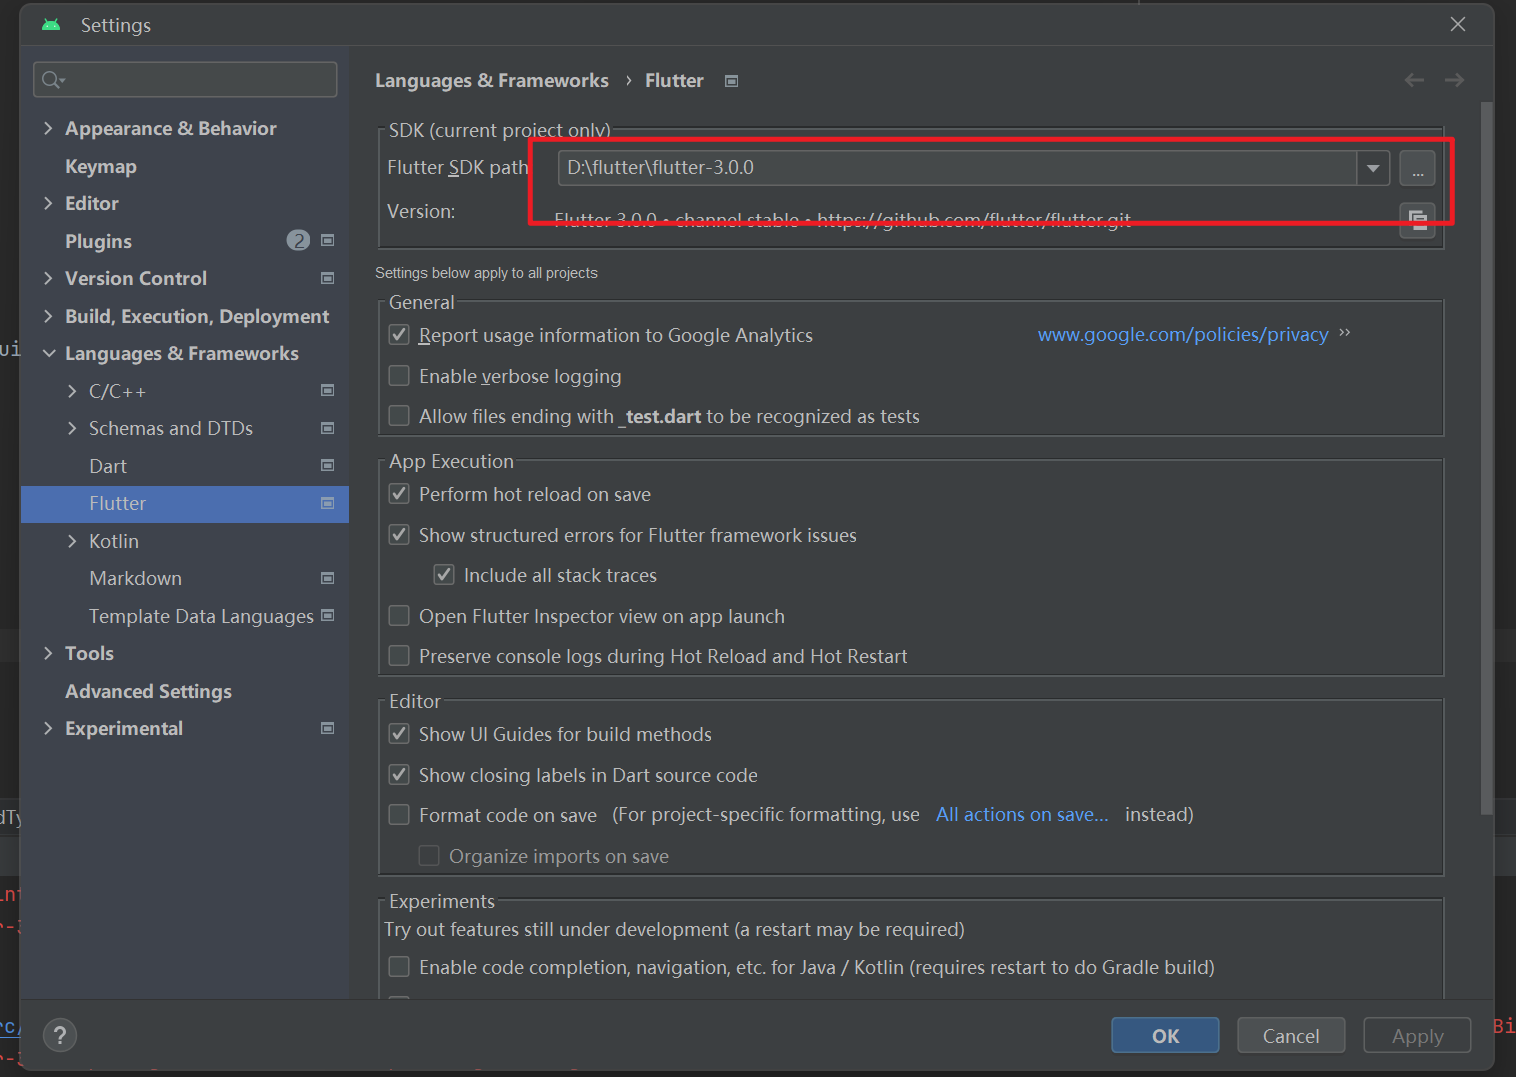 Settings
Languages & Frameworks › Flutter
Appearance & Behavior
Keymap
Editor
Plugins 2
Version Control
Build, Execution, Deployment
Languages & Frameworks
C/C++
Schemas and DTDs
Dart
Flutter
Kotlin
Markdown
Template Data Languages
Tools
Advanced Settings
Experimental
SDK (current project only)
Flutter SDK path
D:\flutter\flutter-3.0.0
...
Version:
Flutter 3.0.0 • channel stable • https://github.com/flutter/flutter.git
Settings below apply to all projects
General
Report usage information to Google Analytics
www.google.com/policies/privacy
Enable verbose logging
Allow files ending with _test.dart to be recognized as tests
App Execution
Perform hot reload on save
Show structured errors for Flutter framework issues
Include all stack traces
Open Flutter Inspector view on app launch
Preserve console logs during Hot Reload and Hot Restart
Editor
Show UI Guides for build methods
Show closing labels in Dart source code
Format code on save (For project-specific formatting, use All actions on save... instead)
Organize imports on save
Experiments
Try out features still under development (a restart may be required)
Enable code completion, navigation, etc. for Java / Kotlin (requires restart to do Gradle build)
?
OK
Cancel
Apply
ui
rc/
Bi